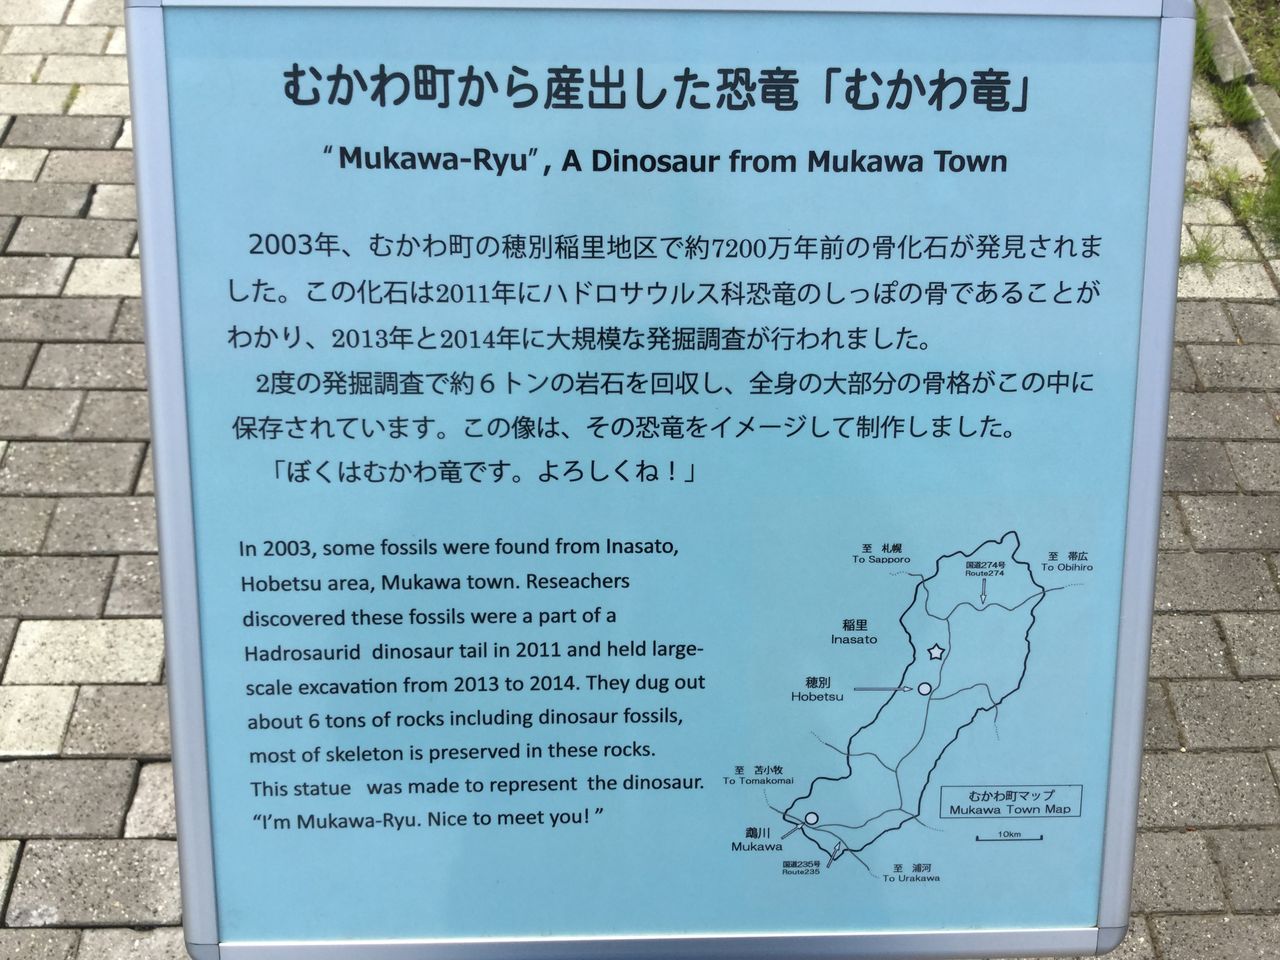 むかわ町から産出した恐竜「むかわ竜」
“Mukawa-Ryu”, A Dinosaur from Mukawa Town
2003年、むかわ町の穂別稲里地区で約7200万年前の骨化石が発見されま
した。この化石は2011年にハドロサウルス科恐竜のしっぽの骨であることが
わかり、2013年と2014年に大規模な発掘調査が行われました。
2度の発掘調査で約６トンの岩石を回収し、全身の大部分の骨格がこの中に
保存されています。この像は、その恐竜をイメージして制作しました。
「ぼくはむかわ竜です。よろしくね！」
In 2003, some fossils were found from Inasato,
Hobetsu area, Mukawa town. Reseachers
discovered these fossils were a part of a
Hadrosaurid dinosaur tail in 2011 and held large-
scale excavation from 2013 to 2014. They dug out
about 6 tons of rocks including dinosaur fossils,
most of skeleton is preserved in these rocks.
This statue was made to represent the dinosaur.
“I’m Mukawa-Ryu. Nice to meet you! ”
至 札幌
To Sapporo
国道274号
Route274
至 帯広
To Obihiro
稲里
Inasato
穂別
Hobetsu
至 苫小牧
To Tomakomai
むかわ町マップ
Mukawa Town Map
10km
鵡川
Mukawa
国道235号
Route235
至 浦河
To Urakawa